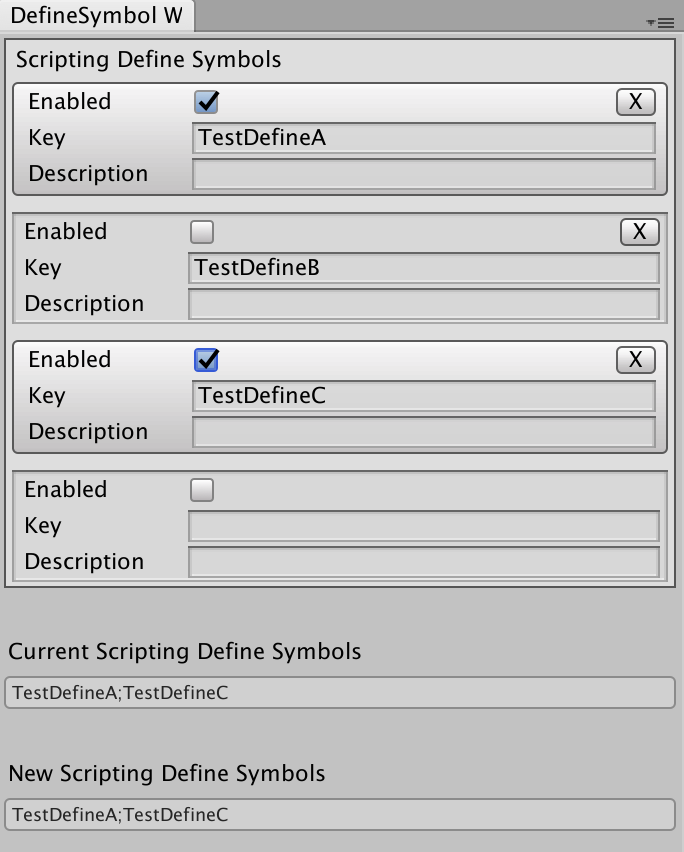 DefineSymbol W
Scripting Define Symbols
Enabled X
Key TestDefineA
Description
Enabled X
Key TestDefineB
Description
Enabled X
Key TestDefineC
Description
Enabled
Key
Description
Current Scripting Define Symbols
TestDefineA;TestDefineC
New Scripting Define Symbols
TestDefineA;TestDefineC